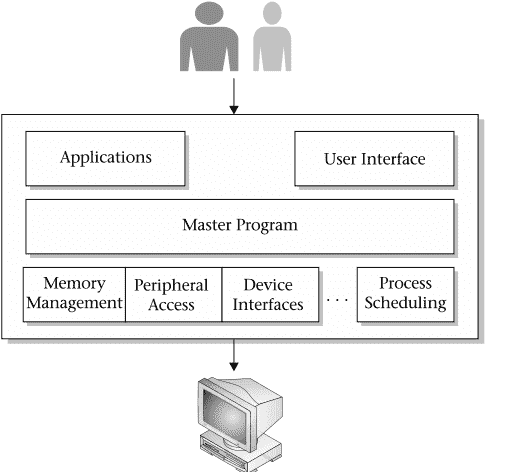 Applications
User Interface
Master Program
Memory
Management
Peripheral
Access
Device
Interfaces
. . .
Process
Scheduling